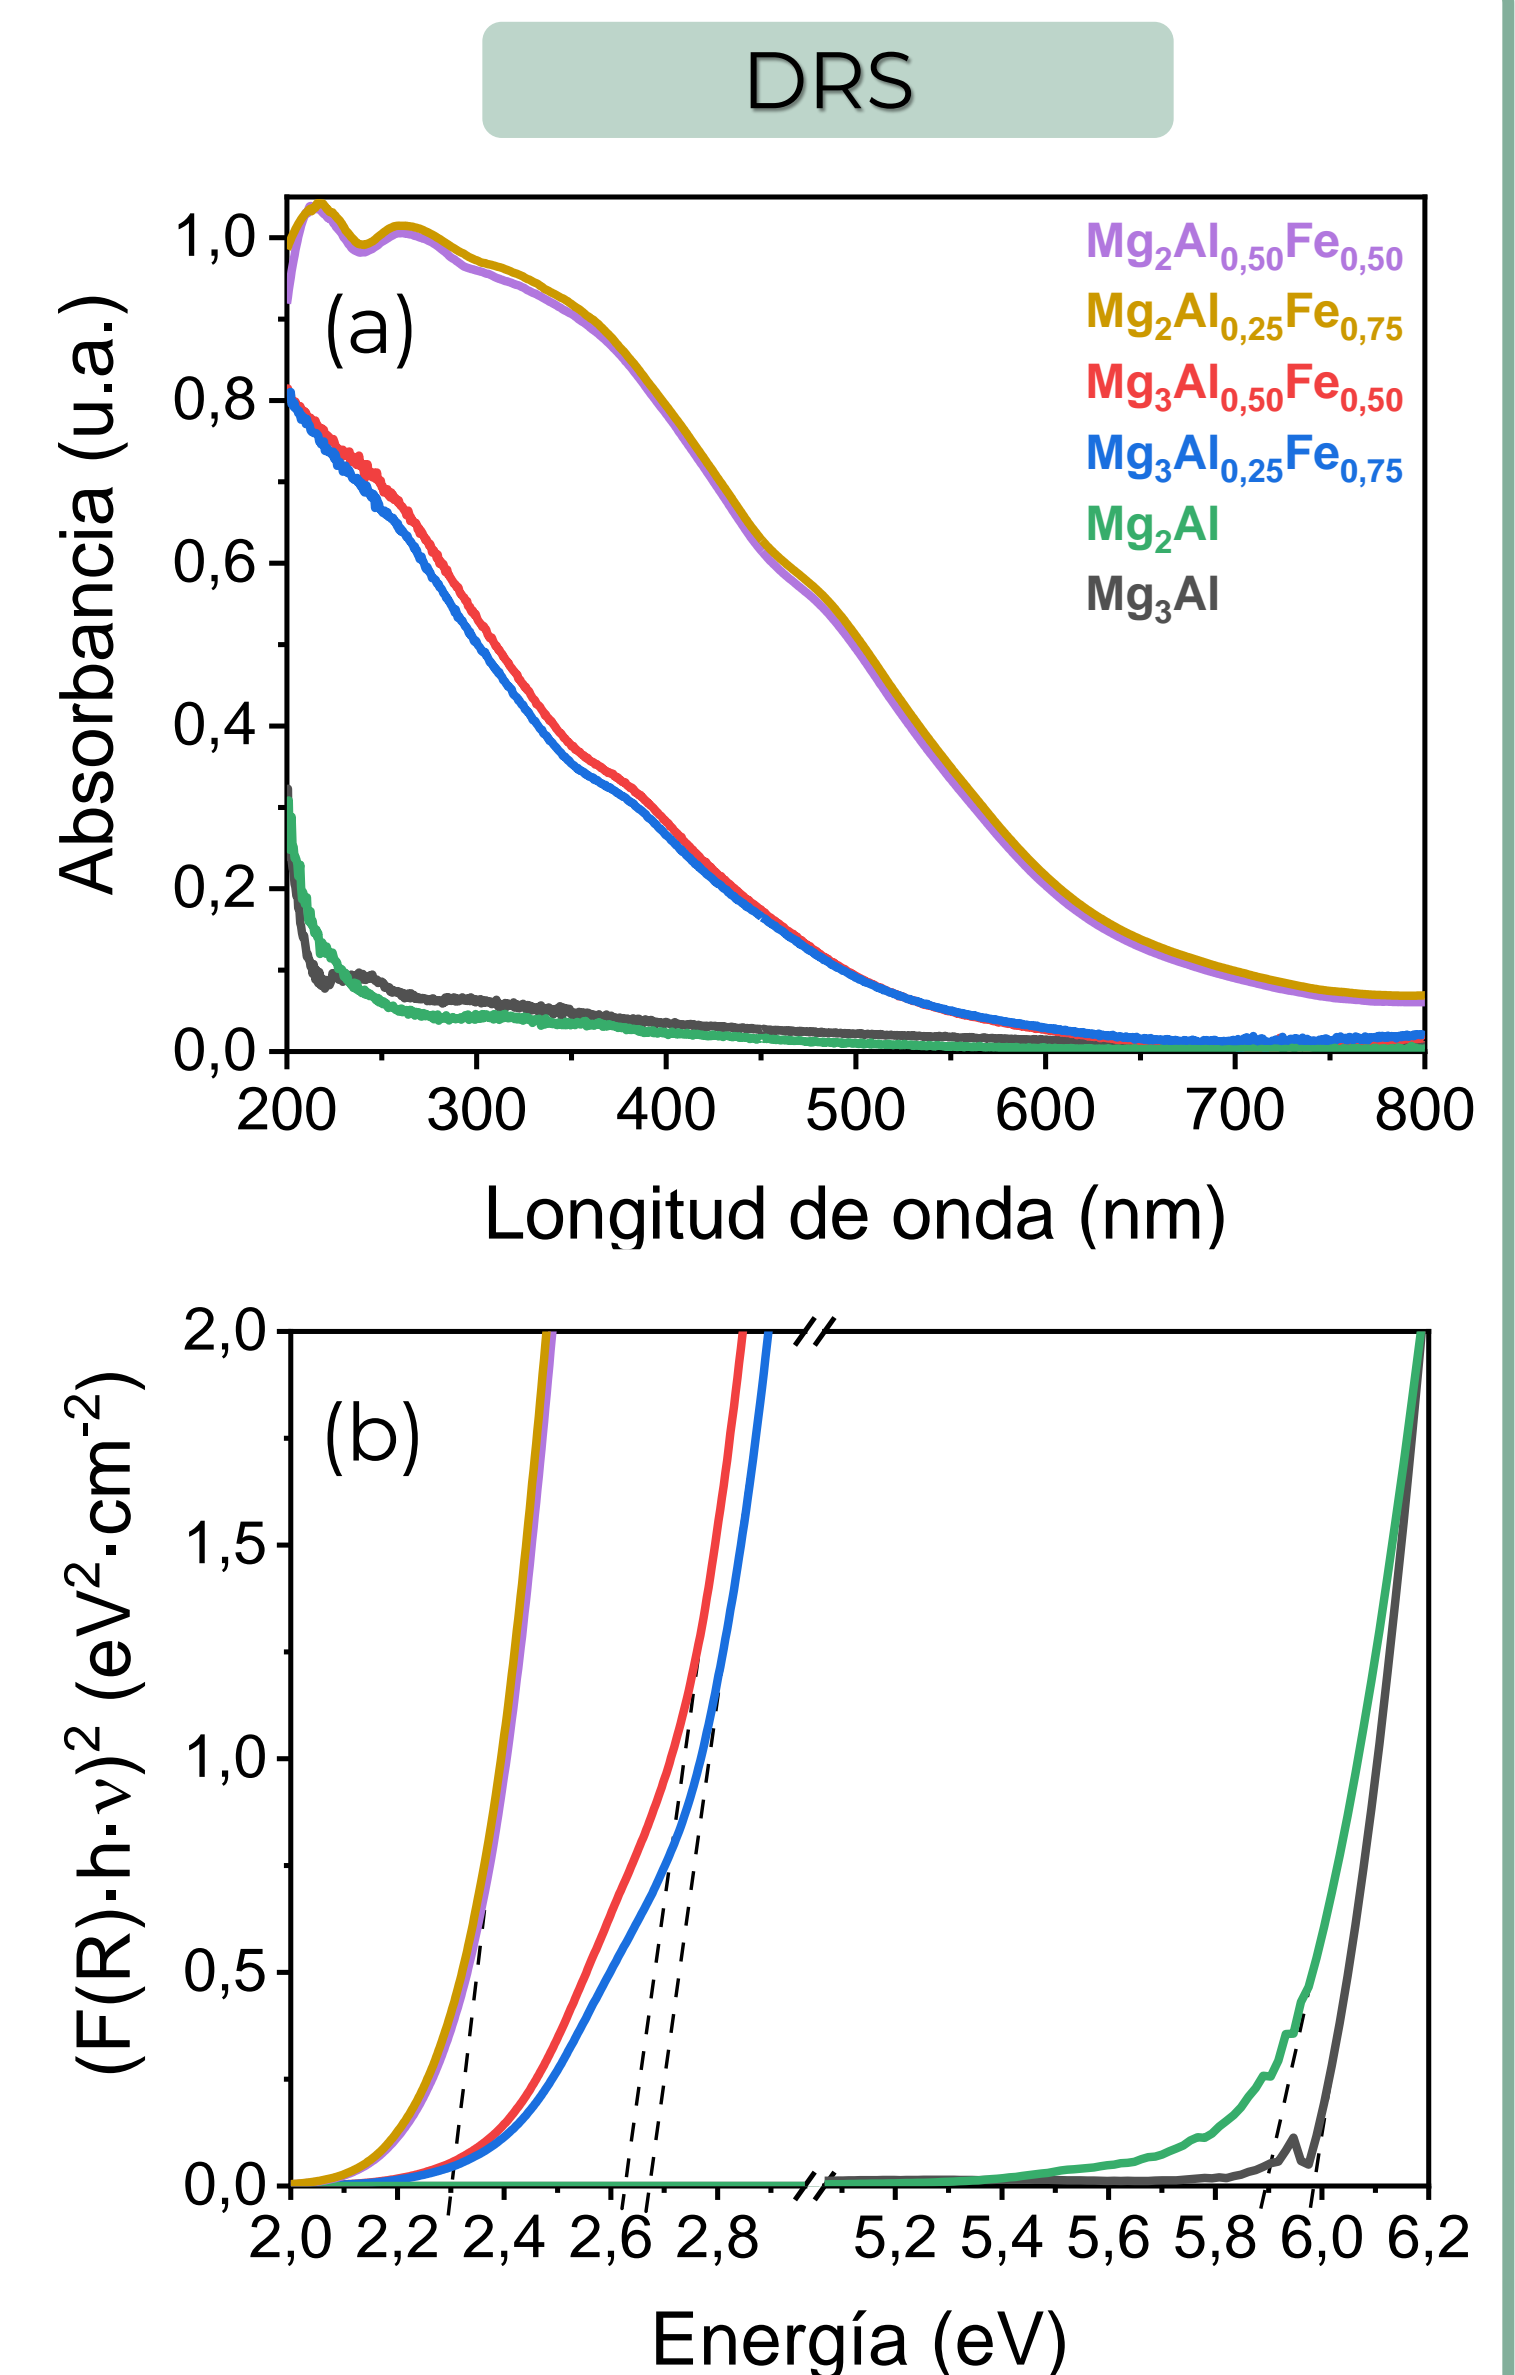 DRS
1,0
0,8
0,6
0,4
0,2
0,0
Absorbancia (u.a.)
(a)
Mg₂Al₀,₅₀Fe₀,₅₀
Mg₂Al₀,₂₅Fe₀,₇₅
Mg₃Al₀,₅₀Fe₀,₅₀
Mg₃Al₀,₂₅Fe₀,₇₅
Mg₂Al
Mg₃Al
200 300 400 500 600 700 800
Longitud de onda (nm)
2,0
1,5
1,0
0,5
0,0
(F(R)·h·ν)² (eV²·cm⁻²)
(b)
2,0 2,2 2,4 2,6 2,8 5,2 5,4 5,6 5,8 6,0 6,2
Energía (eV)